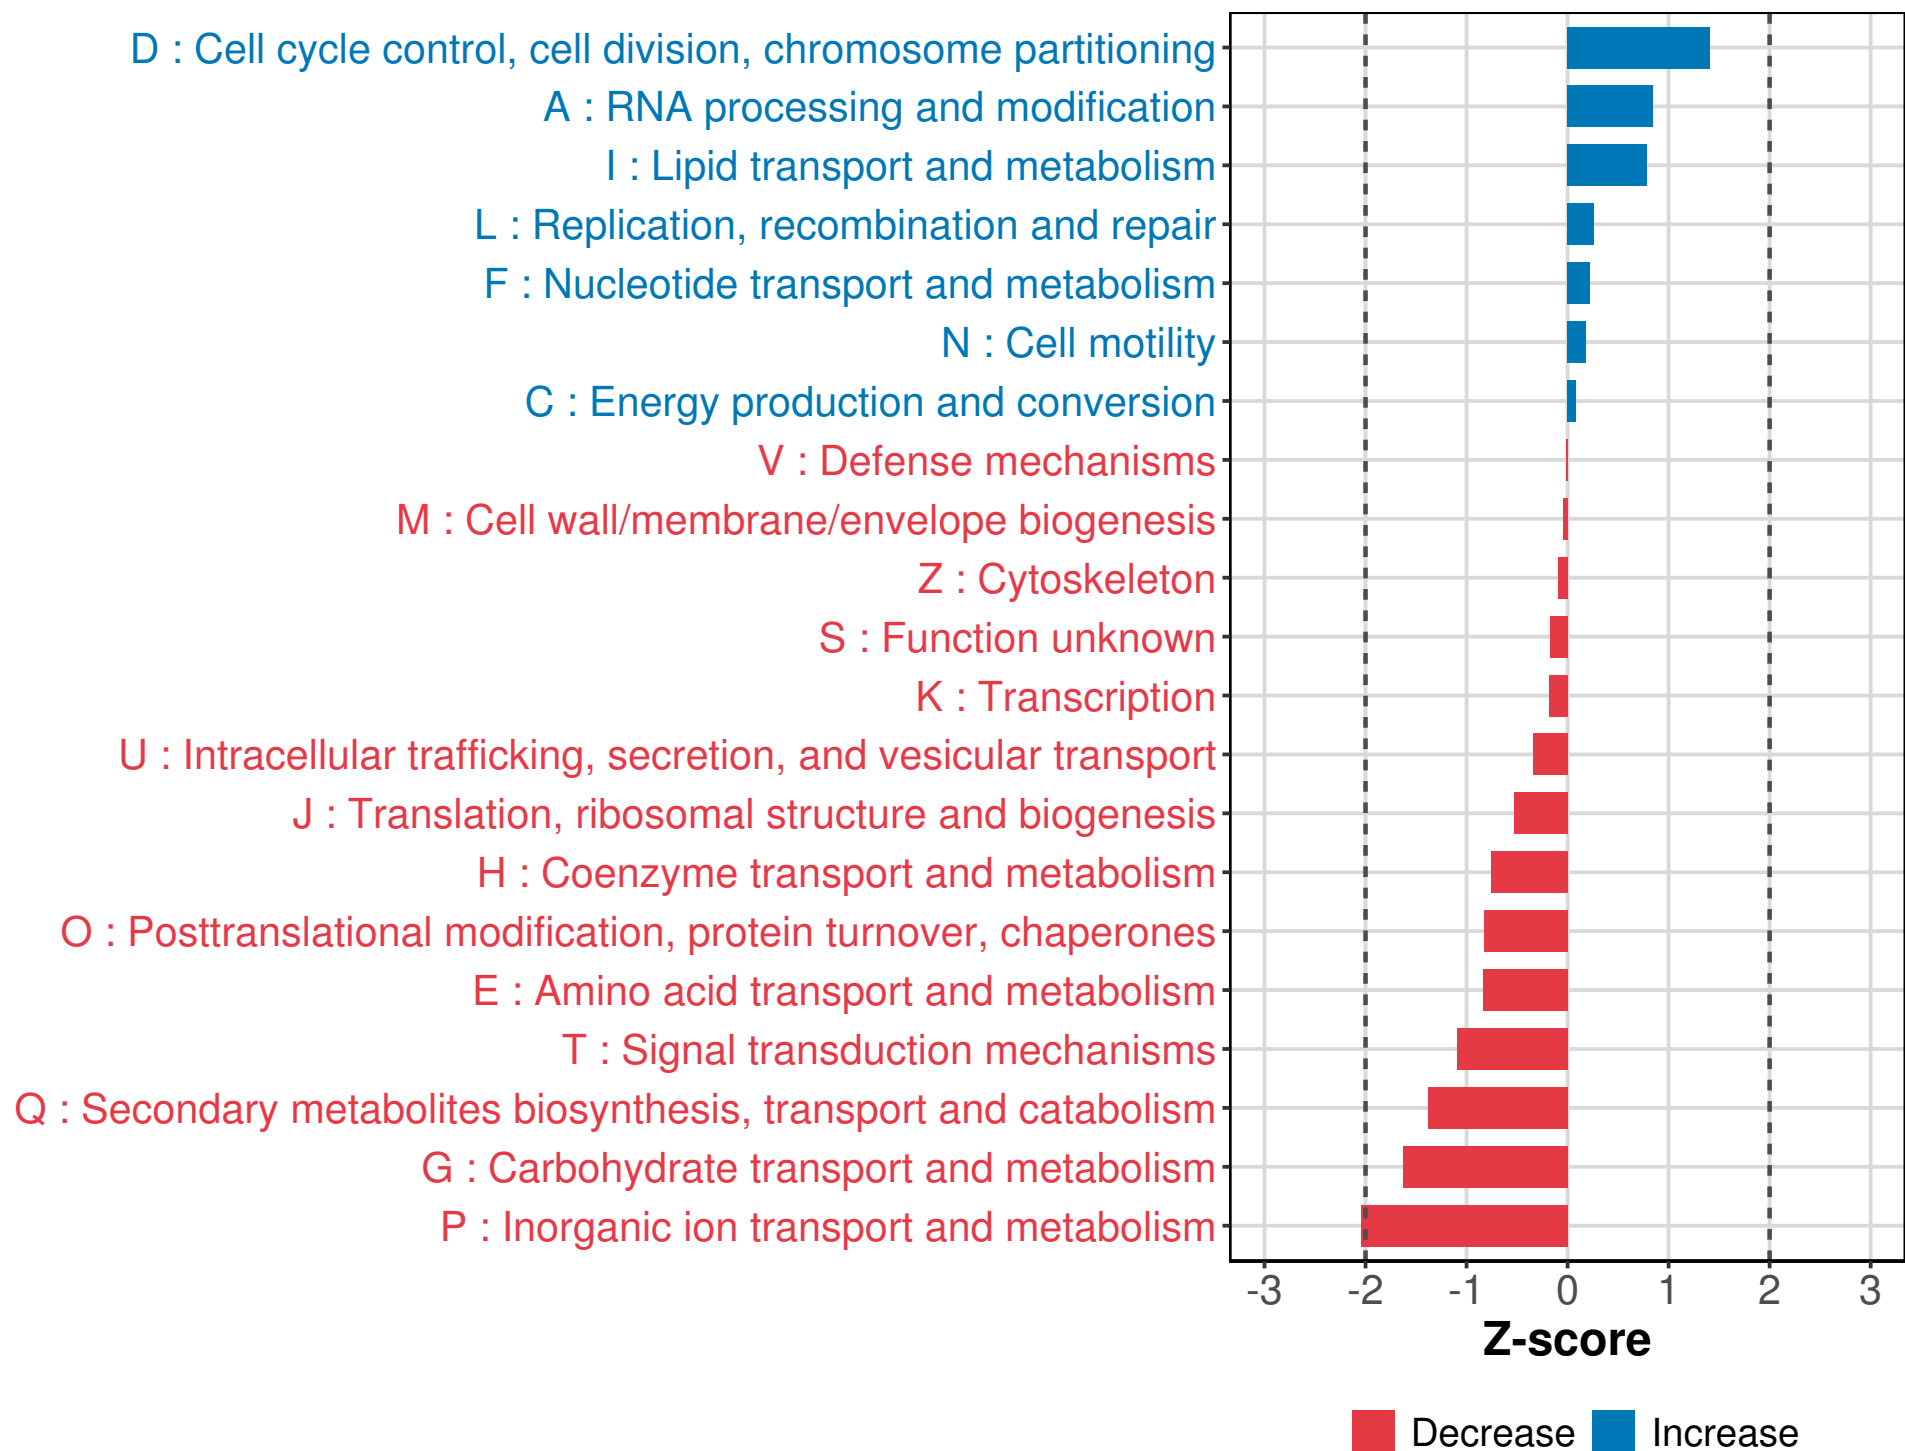 D : Cell cycle control, cell division, chromosome partitioning
A : RNA processing and modification
I : Lipid transport and metabolism
L : Replication, recombination and repair
F : Nucleotide transport and metabolism
N : Cell motility
C : Energy production and conversion
V : Defense mechanisms
M : Cell wall/membrane/envelope biogenesis
Z : Cytoskeleton
S : Function unknown
K : Transcription
U : Intracellular trafficking, secretion, and vesicular transport
J : Translation, ribosomal structure and biogenesis
H : Coenzyme transport and metabolism
O : Posttranslational modification, protein turnover, chaperones
E : Amino acid transport and metabolism
T : Signal transduction mechanisms
Q : Secondary metabolites biosynthesis, transport and catabolism
G : Carbohydrate transport and metabolism
P : Inorganic ion transport and metabolism
-3 -2 -1 0 1 2 3
Z-score
Decrease Increase